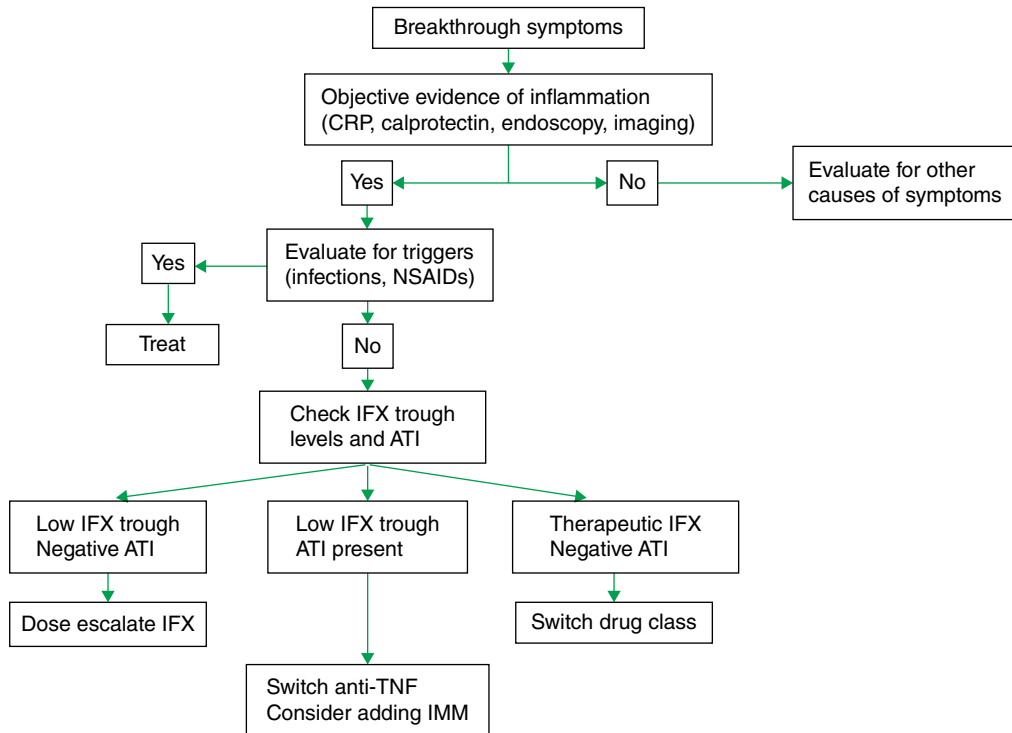 Breakthrough symptoms
Objective evidence of inflammation
(CRP, calprotectin, endoscopy, imaging)
Yes
No
Evaluate for other
causes of symptoms
Evaluate for triggers
(infections, NSAIDs)
Yes
Treat
No
Check IFX trough
levels and ATI
Low IFX trough
Negative ATI
Low IFX trough
ATI present
Therapeutic IFX
Negative ATI
Dose escalate IFX
Switch drug class
Switch anti-TNF
Consider adding IMM